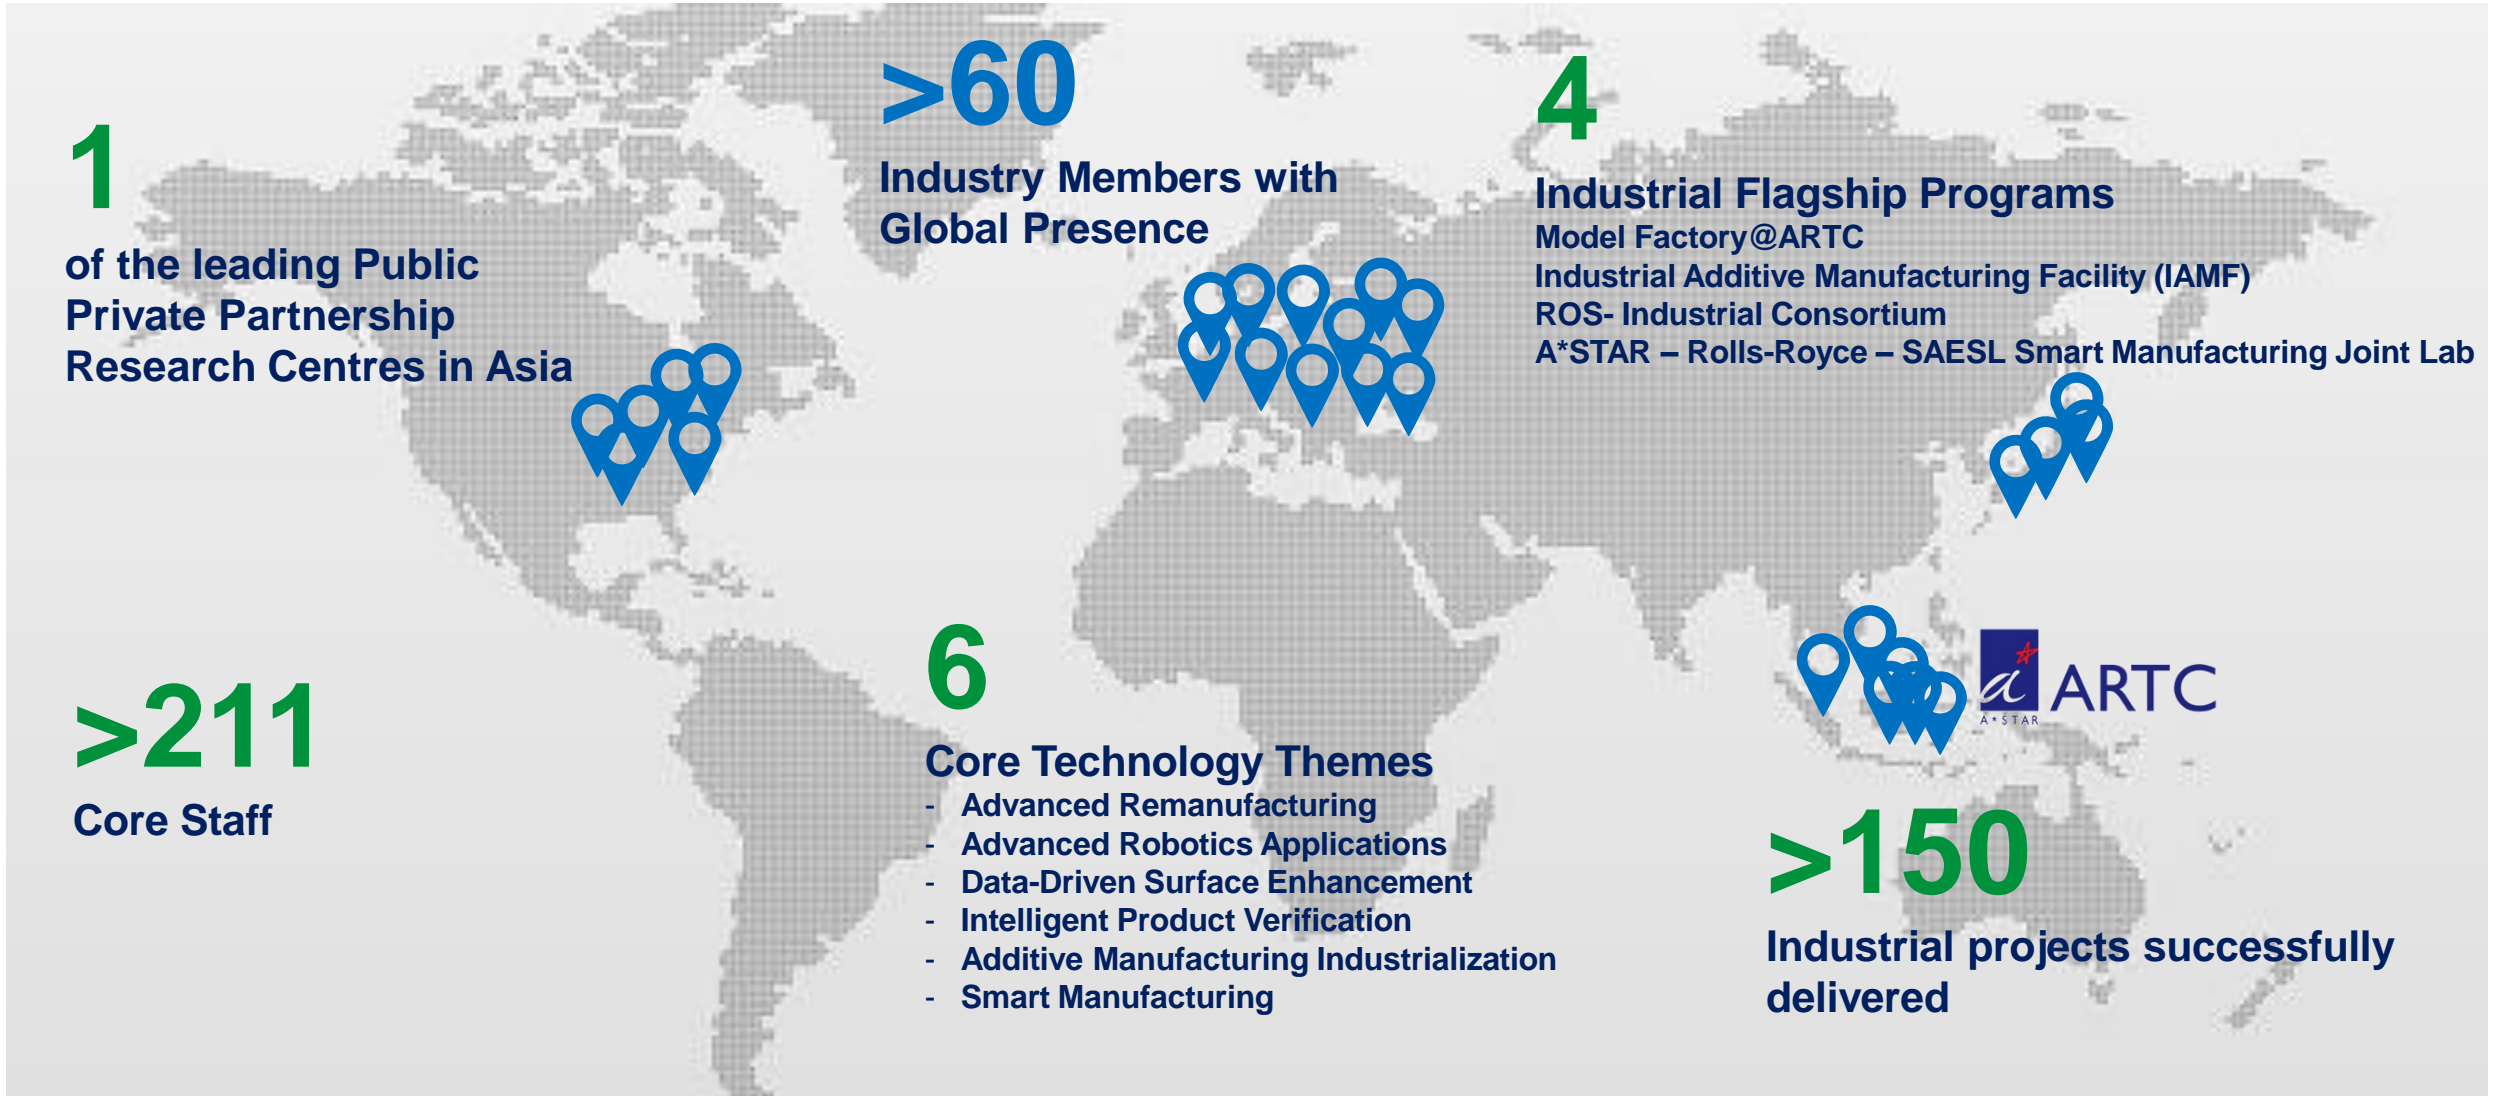 1
of the leading Public
Private Partnership
Research Centres in Asia
>60
Industry Members with
Global Presence
4
Industrial Flagship Programs
Model Factory@ARTC
Industrial Additive Manufacturing Facility (IAMF)
ROS- Industrial Consortium
A*STAR – Rolls-Royce – SAESL Smart Manufacturing Joint Lab
>211
Core Staff
6
Core Technology Themes
- Advanced Remanufacturing
- Advanced Robotics Applications
- Data-Driven Surface Enhancement
- Intelligent Product Verification
- Additive Manufacturing Industrialization
- Smart Manufacturing
a
A*STAR
ARTC
>150
Industrial projects successfully
delivered